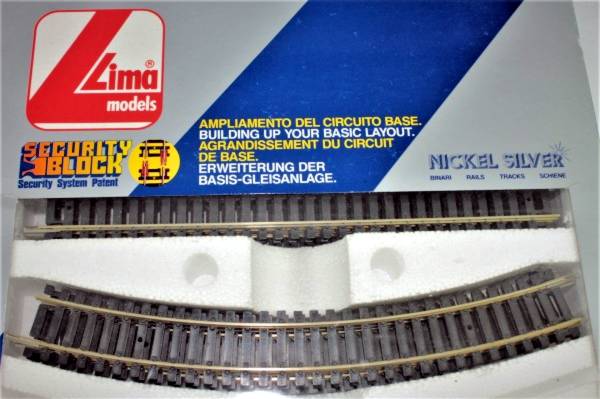 Lima®
models
SECURITY
BLOCK
Security System Patent
AMPLIAMENTO DEL CIRCUITO BASE.
BUILDING UP YOUR BASIC LAYOUT.
AGRANDISSEMENT DU CIRCUIT
DE BASE.
ERWEITERUNG DER
BASIS-GLEISANLAGE.
NICKEL SILVER
BINARI RAILS TRACKS SCHIENE